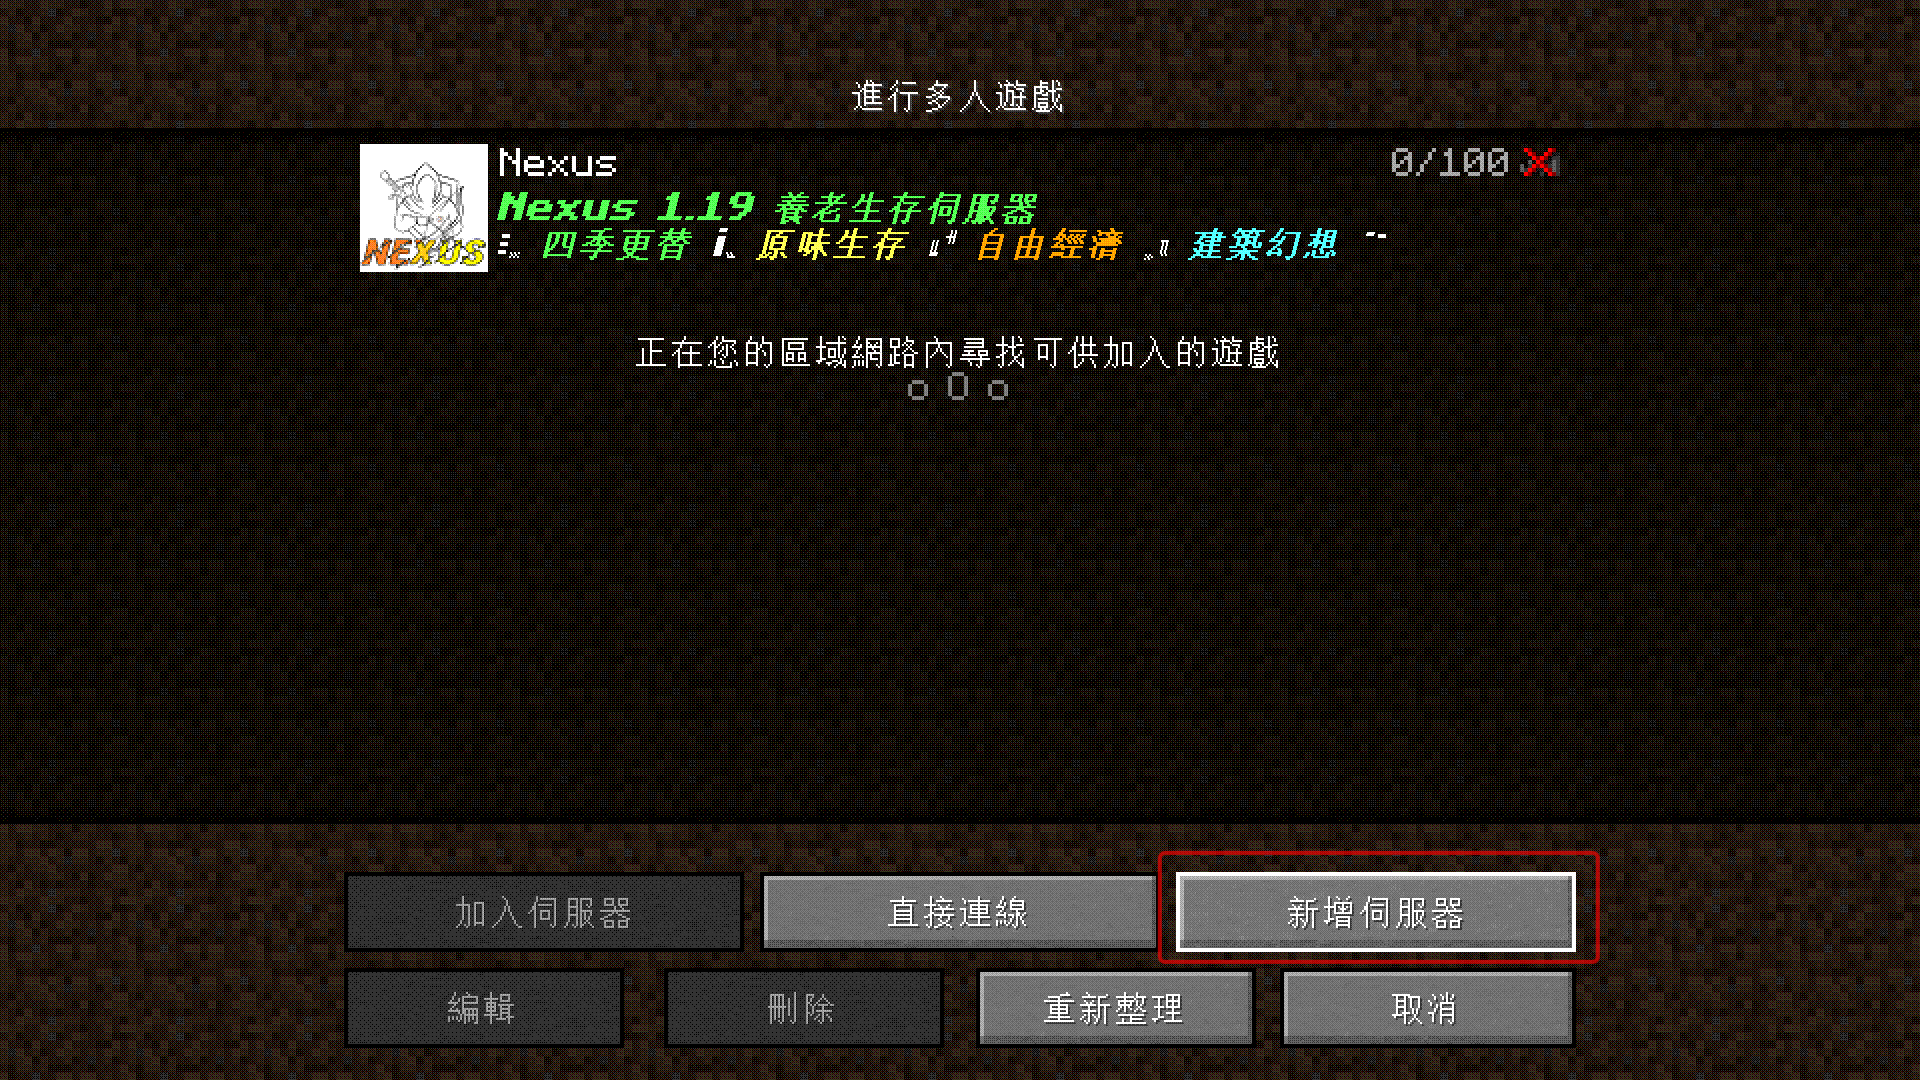 進行多人遊戲
Nexus 0/100
Nexus 1.19 養老生存伺服器
四季更替 原味生存 自由經濟 建築幻想
NEXUS
正在您的區域網路內尋找可供加入的遊戲
o O o
加入伺服器 直接連線 新增伺服器
編輯 刪除 重新整理 取消